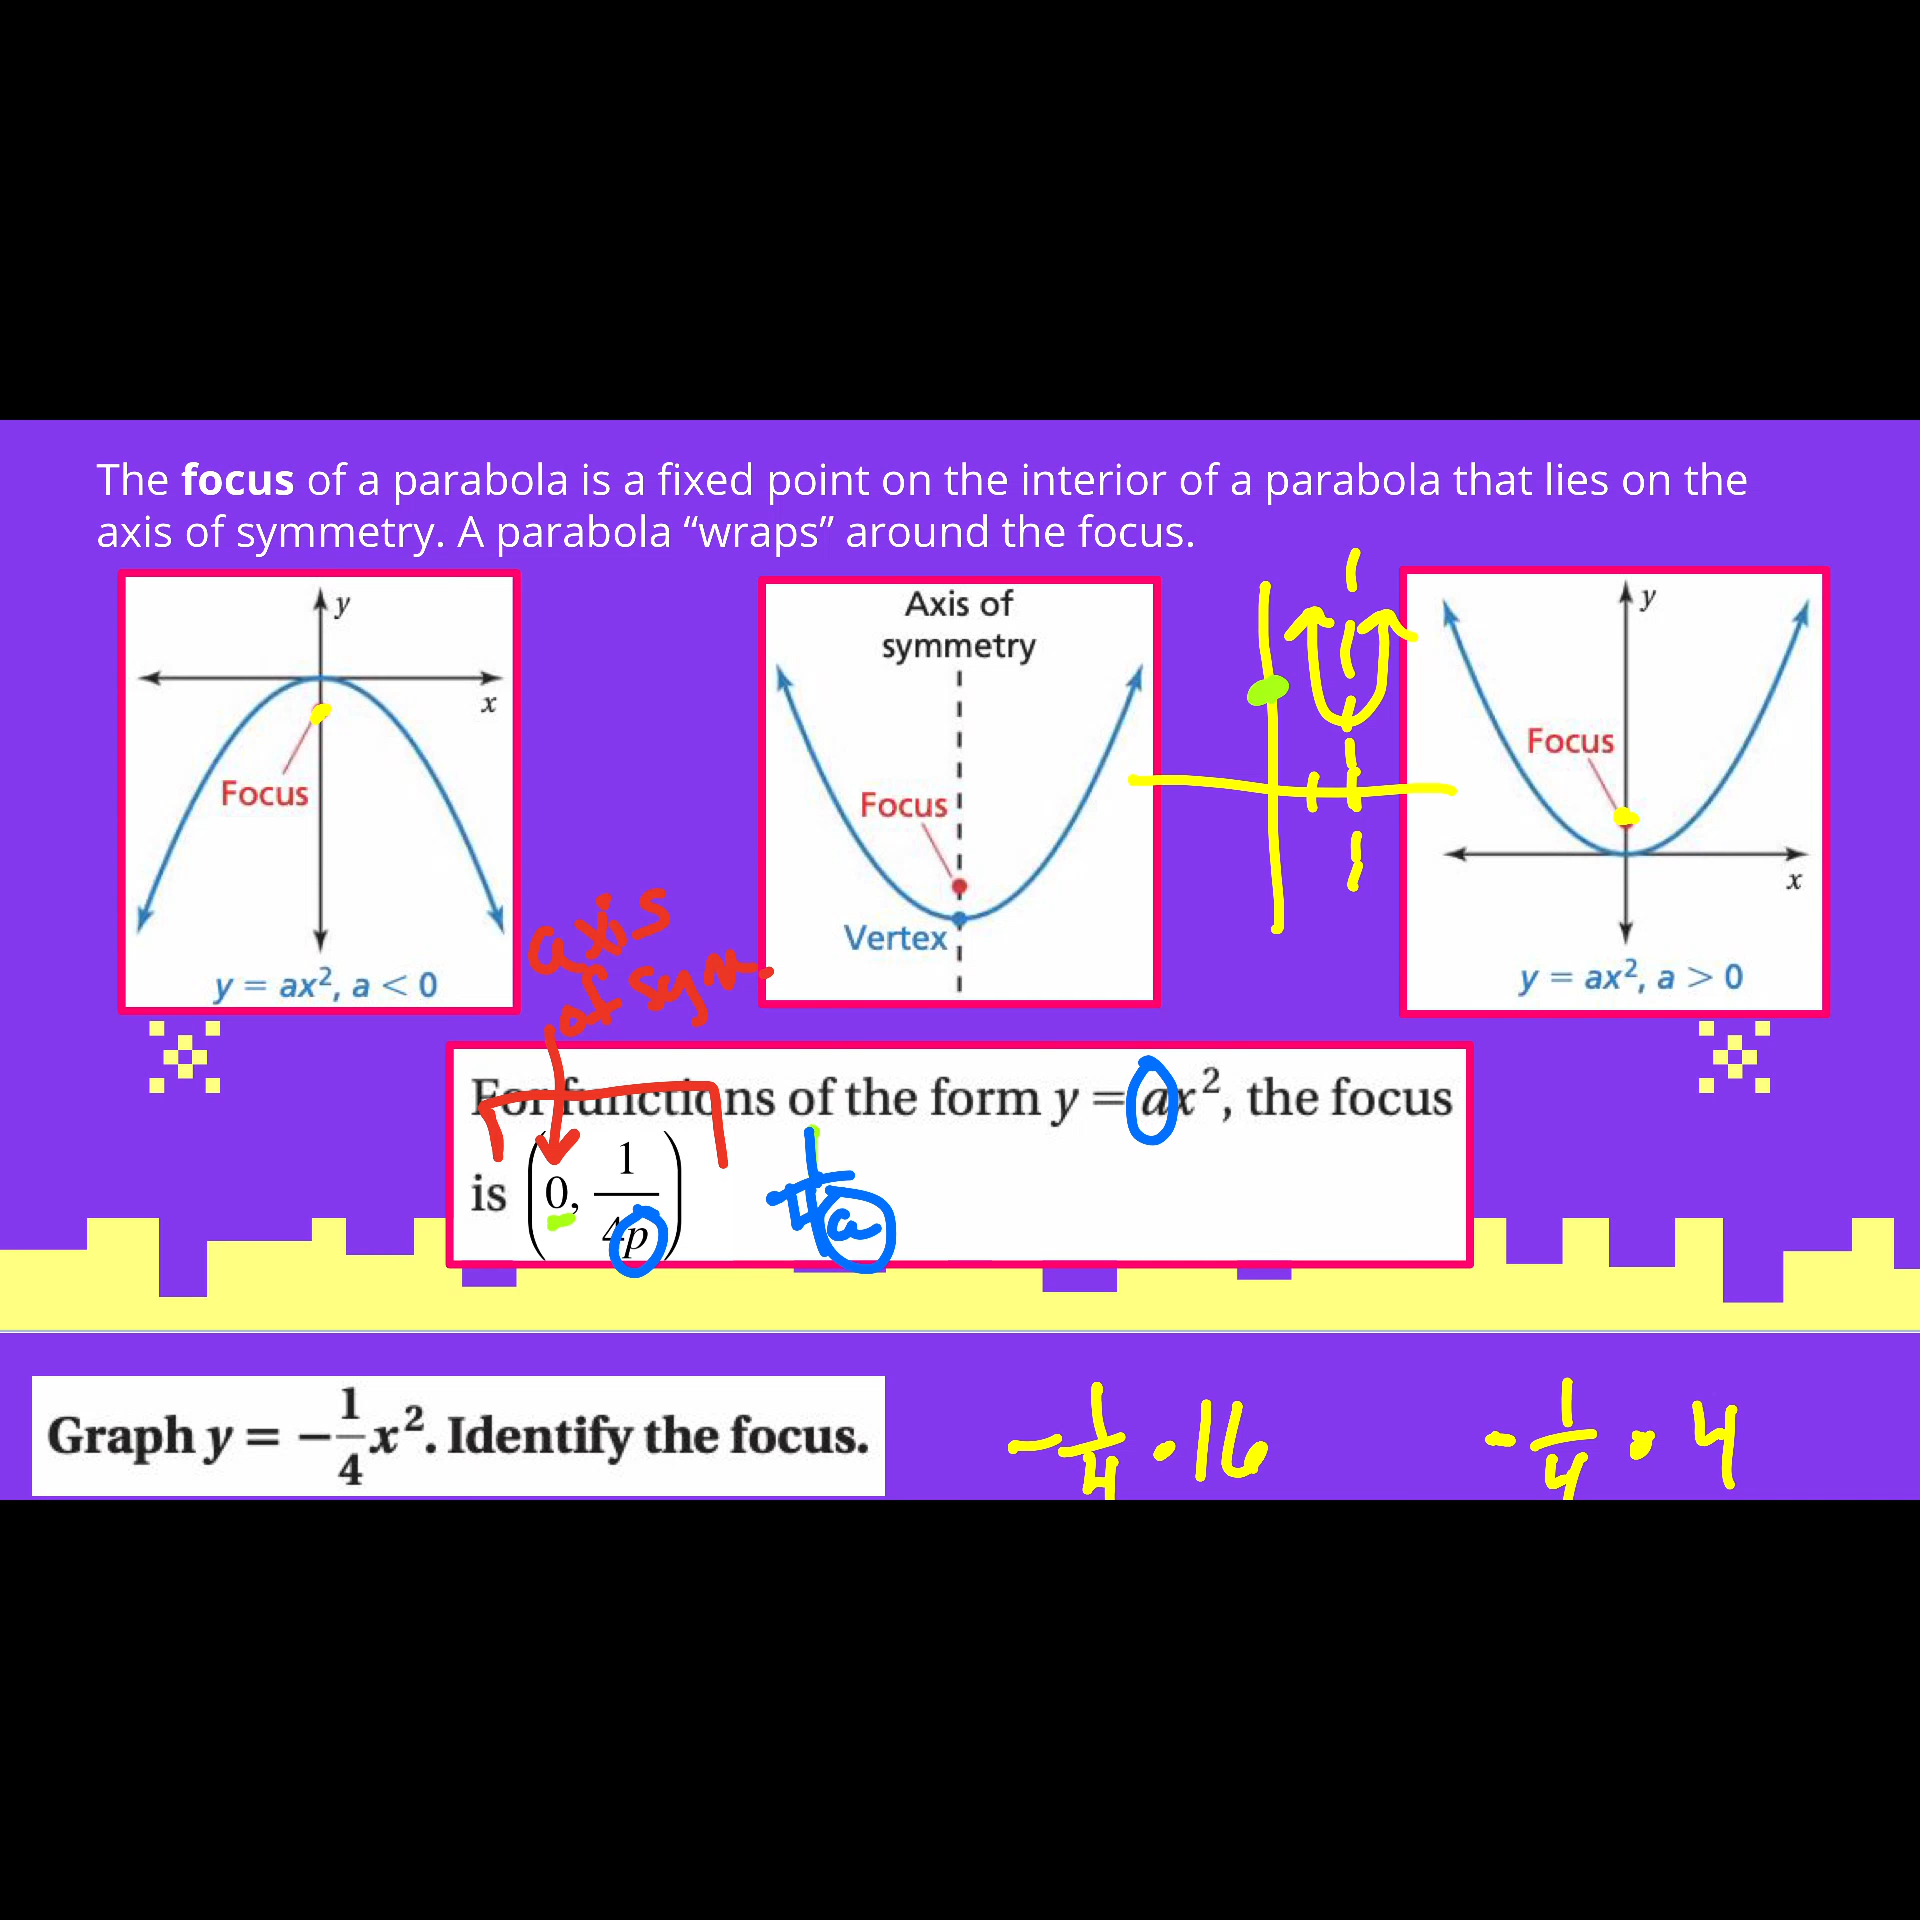 The focus of a parabola is a fixed point on the interior of a parabola that lies on the
axis of symmetry. A parabola “wraps” around the focus.
y
x
Focus
y = ax², a < 0
Axis of
symmetry
Focus
Vertex
y
Focus
x
y = ax², a > 0
axis
of sym.
For functions of the form y = ax², the focus
is (0, 1/4p) 1/4a
Graph y = −1/4x². Identify the focus.
-1/4 · 16
-1/4 · 4